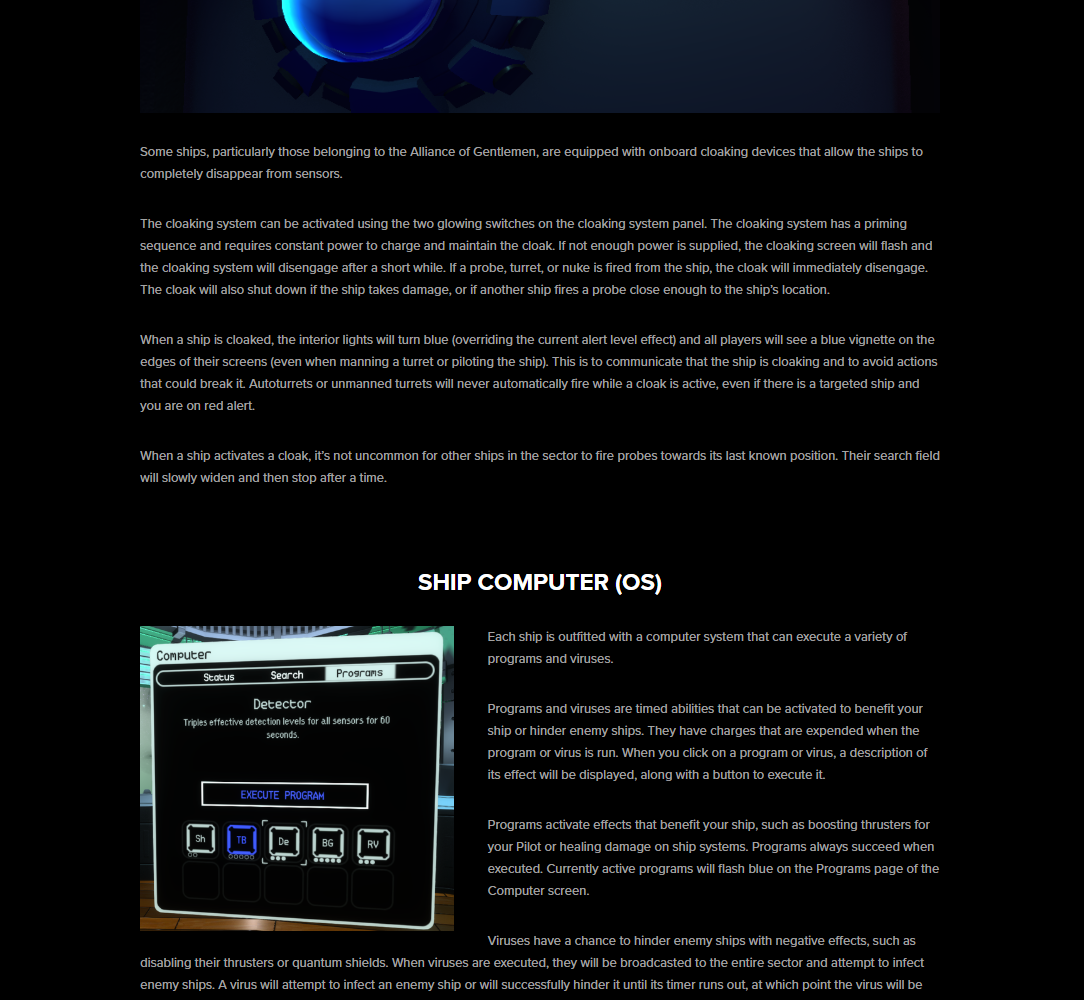 Some ships, particularly those belonging to the Alliance of Gentlemen, are equipped with onboard cloaking devices that allow the ships to
completely disappear from sensors.
The cloaking system can be activated using the two glowing switches on the cloaking system panel. The cloaking system has a priming
sequence and requires constant power to charge and maintain the cloak. If not enough power is supplied, the cloaking screen will flash and
the cloaking system will disengage after a short while. If a probe, turret, or nuke is fired from the ship, the cloak will immediately disengage.
The cloak will also shut down if the ship takes damage, or if another ship fires a probe close enough to the ship's location.
When a ship is cloaked, the interior lights will turn blue (overriding the current alert level effect) and all players will see a blue vignette on the
edges of their screens (even when manning a turret or piloting the ship). This is to communicate that the ship is cloaking and to avoid actions
that could break it. Autoturrets or unmanned turrets will never automatically fire while a cloak is active, even if there is a targeted ship and
you are on red alert.
When a ship activates a cloak, it's not uncommon for other ships in the sector to fire probes towards its last known position. Their search field
will slowly widen and then stop after a time.
SHIP COMPUTER (OS)
Computer
Status Search Programs
Detector
Triples effective detection levels for all sensors for 60
seconds.
EXECUTE PROGRAM
Sh TB De BG RV
Each ship is outfitted with a computer system that can execute a variety of
programs and viruses.
Programs and viruses are timed abilities that can be activated to benefit your
ship or hinder enemy ships. They have charges that are expended when the
program or virus is run. When you click on a program or virus, a description of
its effect will be displayed, along with a button to execute it.
Programs activate effects that benefit your ship, such as boosting thrusters for
your Pilot or healing damage on ship systems. Programs always succeed when
executed. Currently active programs will flash blue on the Programs page of the
Computer screen.
Viruses have a chance to hinder enemy ships with negative effects, such as
disabling their thrusters or quantum shields. When viruses are executed, they will be broadcasted to the entire sector and attempt to infect
enemy ships. A virus will attempt to infect an enemy ship or will successfully hinder it until its timer runs out, at which point the virus will be